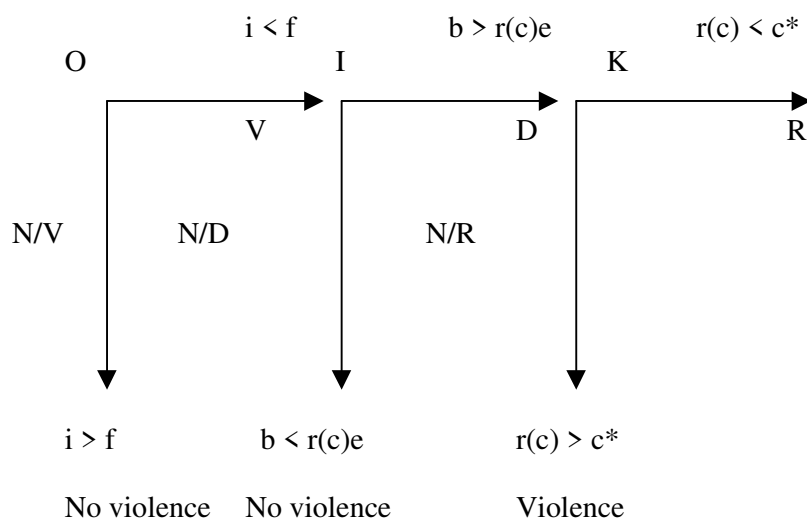 i < f b > r(c)e r(c) < c*
O I K
V D R
N/V N/D N/R
i > f b < r(c)e r(c) > c*
No violence No violence Violence